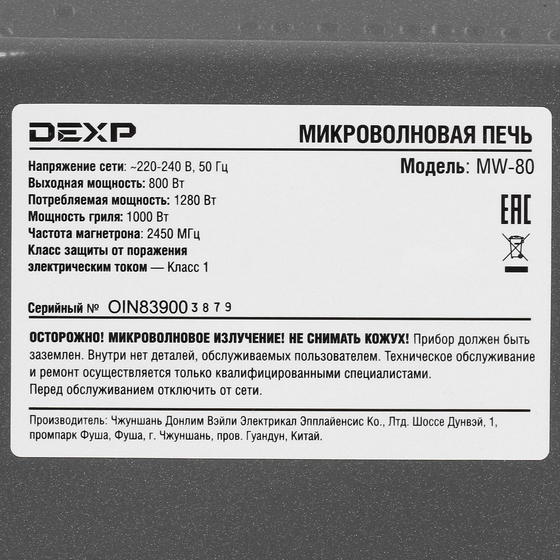 DEXP
МИКРОВОЛНОВАЯ ПЕЧЬ
Напряжение сети: ~220-240 В, 50 Гц
Модель: MW-80
Выходная мощность: 800 Вт
Потребляемая мощность: 1280 Вт
Мощность гриля: 1000 Вт
Частота магнетрона: 2450 МГц
Класс защиты от поражения
электрическим током — Класс 1
EAC
Серийный № OIN839003879
ОСТОРОЖНО! МИКРОВОЛНОВОЕ ИЗЛУЧЕНИЕ! НЕ СНИМАТЬ КОЖУХ! Прибор должен быть
заземлен. Внутри нет деталей, обслуживаемых пользователем. Техническое обслуживание
и ремонт осуществляется только квалифицированными специалистами.
Перед обслуживанием отключить от сети.
Производитель: Чжуншань Донлим Вэйли Электрикал Эпплайенсис Ко., Лтд. Шоссе Дунвэй, 1,
промпарк Фуша, Фуша, г. Чжуншань, пров. Гуандун, Китай.